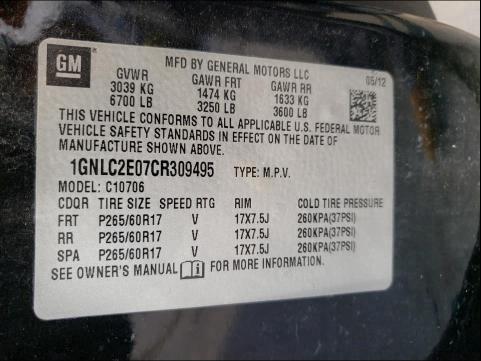 GM
MFD BY GENERAL MOTORS LLC
05/12
GVWR GAWR FRT GAWR RR
3039 KG 1474 KG 1633 KG
6700 LB 3250 LB 3600 LB
THIS VEHICLE CONFORMS TO ALL APPLICABLE U.S. FEDERAL MOTOR
VEHICLE SAFETY STANDARDS IN EFFECT ON THE DATE OF
MANUFACTURE SHOWN ABOVE.
1GNLC2E07CR309495 TYPE: M.P.V.
MODEL: C10706
CDQR TIRE SIZE SPEED RTG RIM COLD TIRE PRESSURE
FRT P265/60R17 V 17X7.5J 260KPA(37PSI)
RR P265/60R17 V 17X7.5J 260KPA(37PSI)
SPA P265/60R17 V 17X7.5J 260KPA(37PSI)
SEE OWNER'S MANUAL FOR MORE INFORMATION.